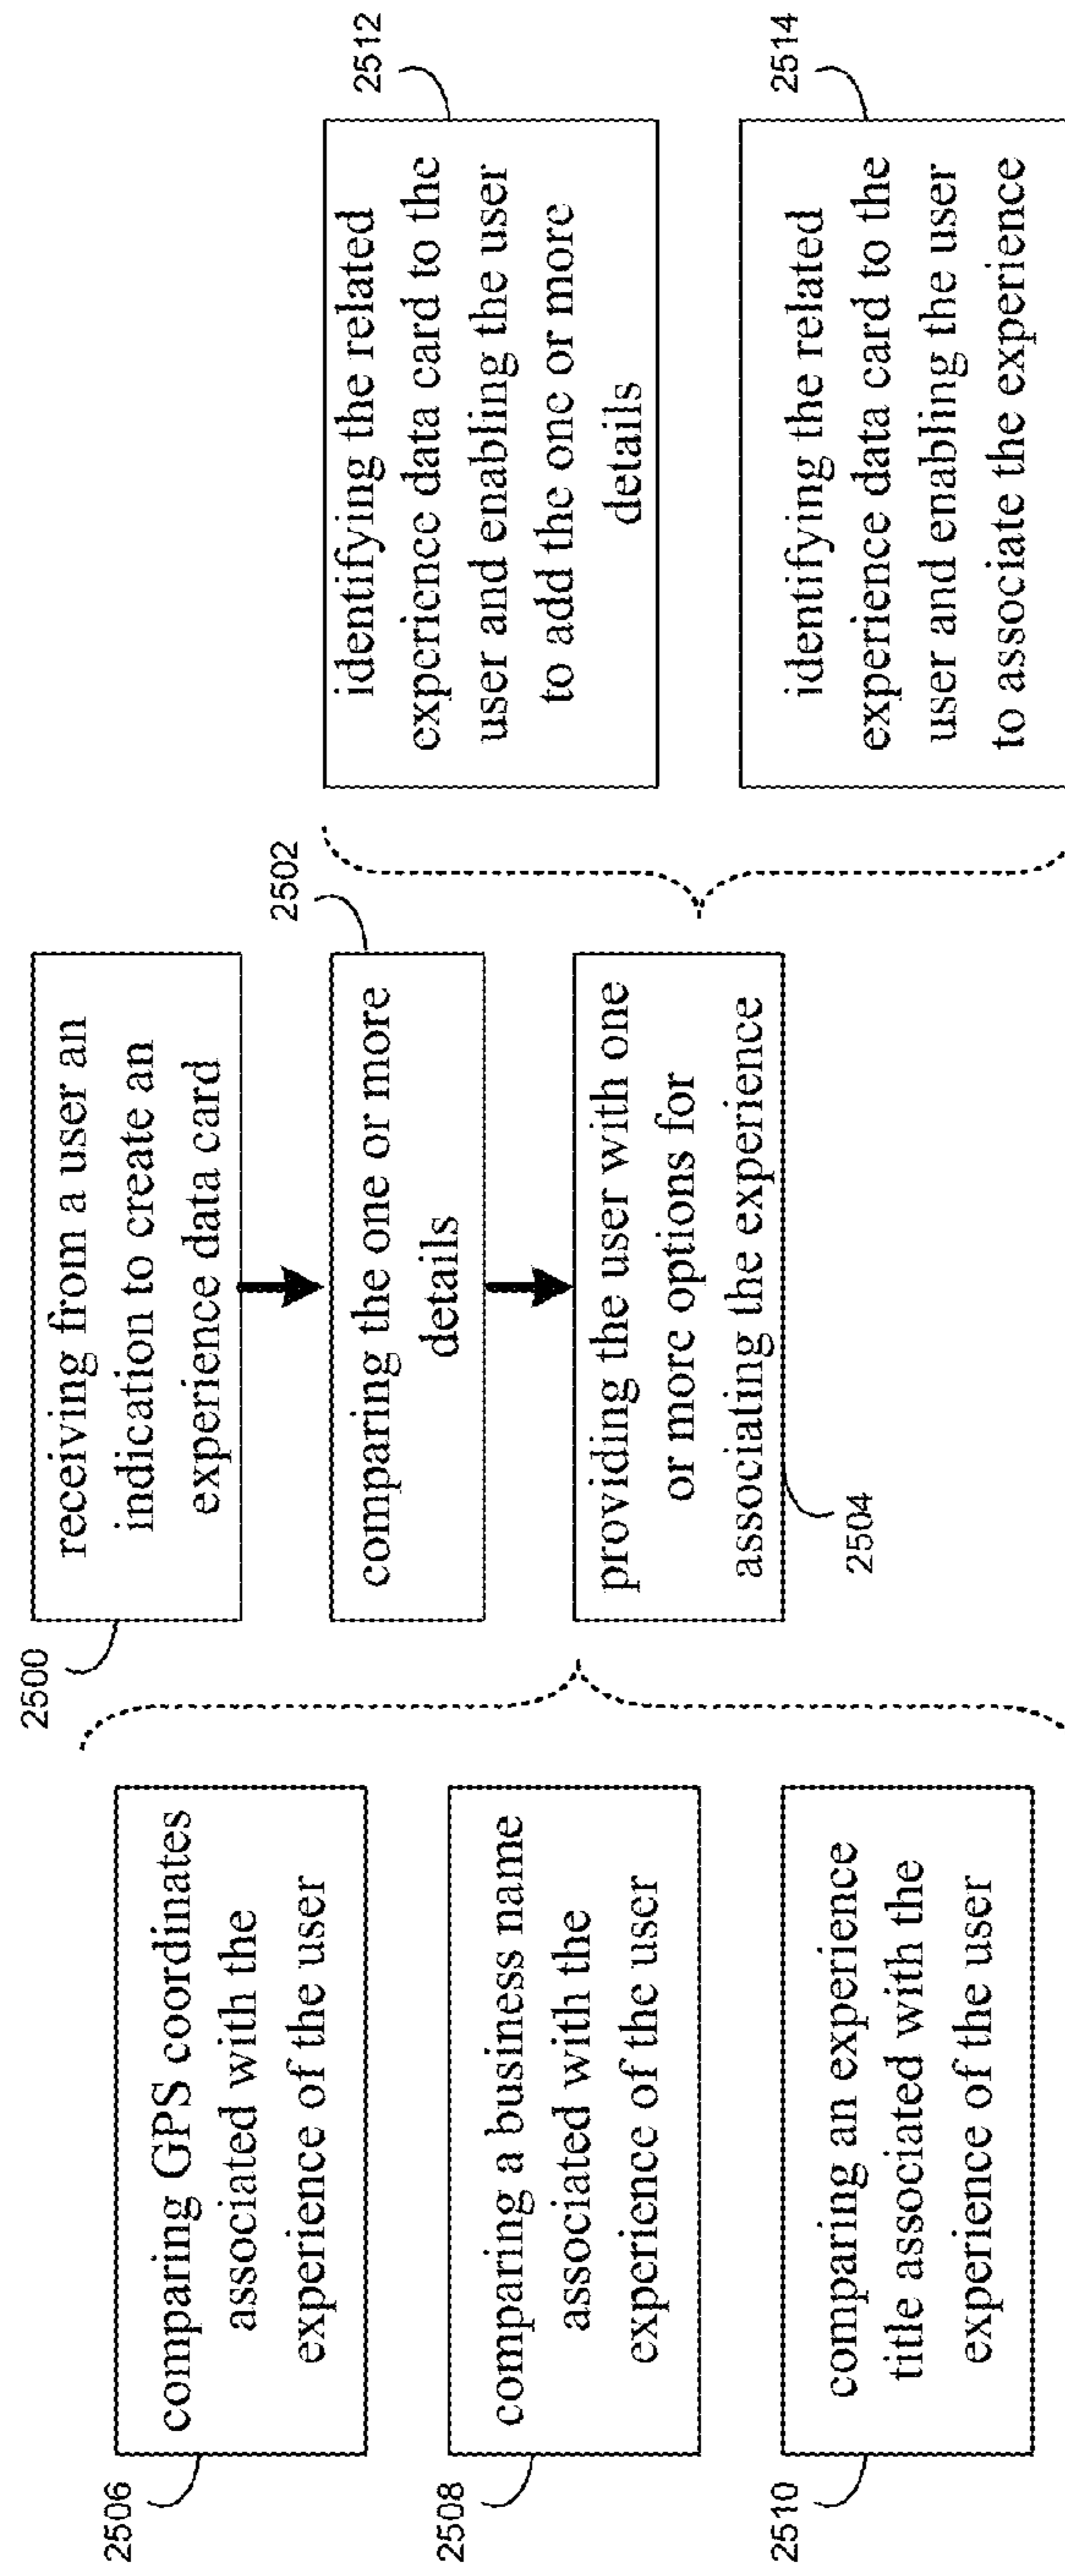 2500
receiving from a user an
indication to create an
experience data card
2502
comparing the one or more
details
providing the user with one
or more options for
associating the experience
2504
2506
comparing GPS coordinates
associated with the
experience of the user
2508
comparing a business name
associated with the
experience of the user
2510
comparing an experience
title associated with the
experience of the user
2512
identifying the related
experience data card to the
user and enabling the user
to add the one or more
details
2514
identifying the related
experience data card to the
user and enabling the user
to associate the experience